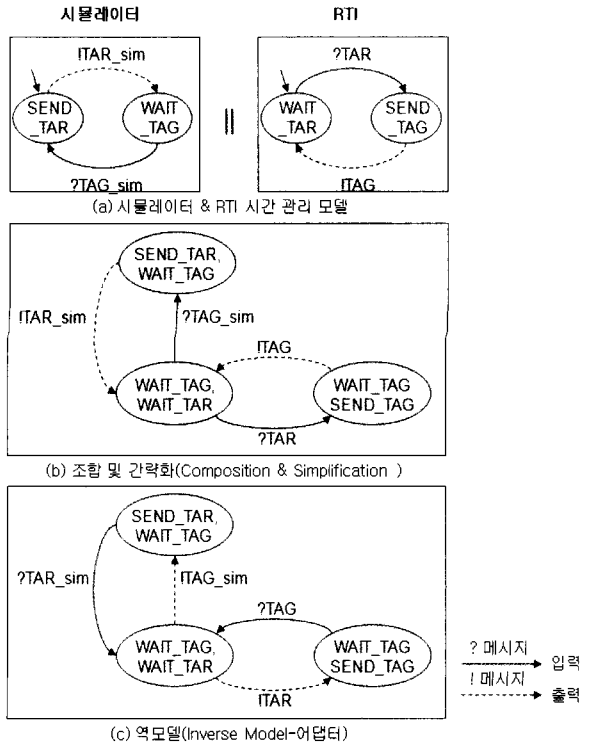 시뮬레이터
RTI
!TAR_sim
SEND
_TAR
WAIT
_TAG
?TAG_sim
||
?TAR
WAIT
_TAR
SEND
_TAG
!TAG
(a) 시뮬레이터 & RTI 시간 관리 모델
SEND_TAR,
WAIT_TAG
!TAR_sim
?TAG_sim
!TAG
WAIT_TAG,
WAIT_TAR
WAIT_TAG
SEND_TAG
?TAR
(b) 조합 및 간략화(Composition & Simplification )
SEND_TAR,
WAIT_TAG
?TAR_sim
!TAG_sim
?TAG
WAIT_TAG,
WAIT_TAR
WAIT_TAG
SEND_TAG
!TAR
? 메시지
입력
! 메시지
출력
(c) 역모델(Inverse Model-어댑터)